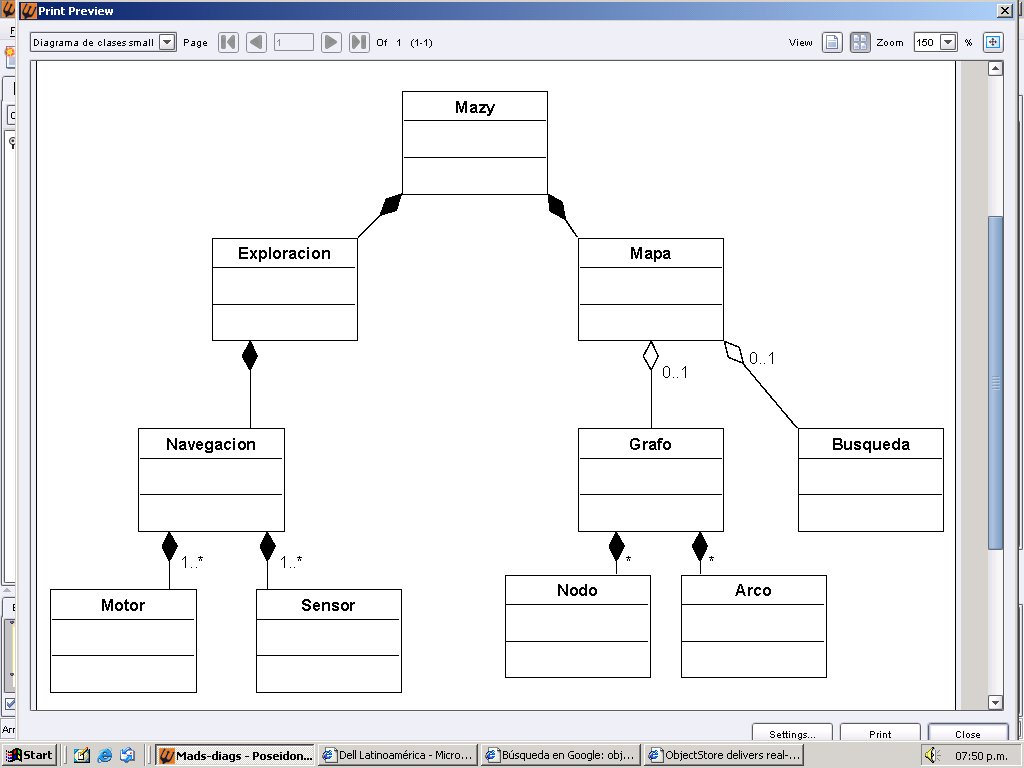 Print Preview
Diagrama de clases small Page 1 Of 1 (1-1) View Zoom 150 %
Mazy
Exploracion
Mapa
0..1
0..1
Navegacion
Grafo
Busqueda
1..*
1..*
*
*
Motor
Sensor
Nodo
Arco
Settings... Print Close
Start Mads-diags - Poseidon... Dell Latinoamérica - Micro... Búsqueda en Google: obj... ObjectStore delivers real-... 07:50 p.m.